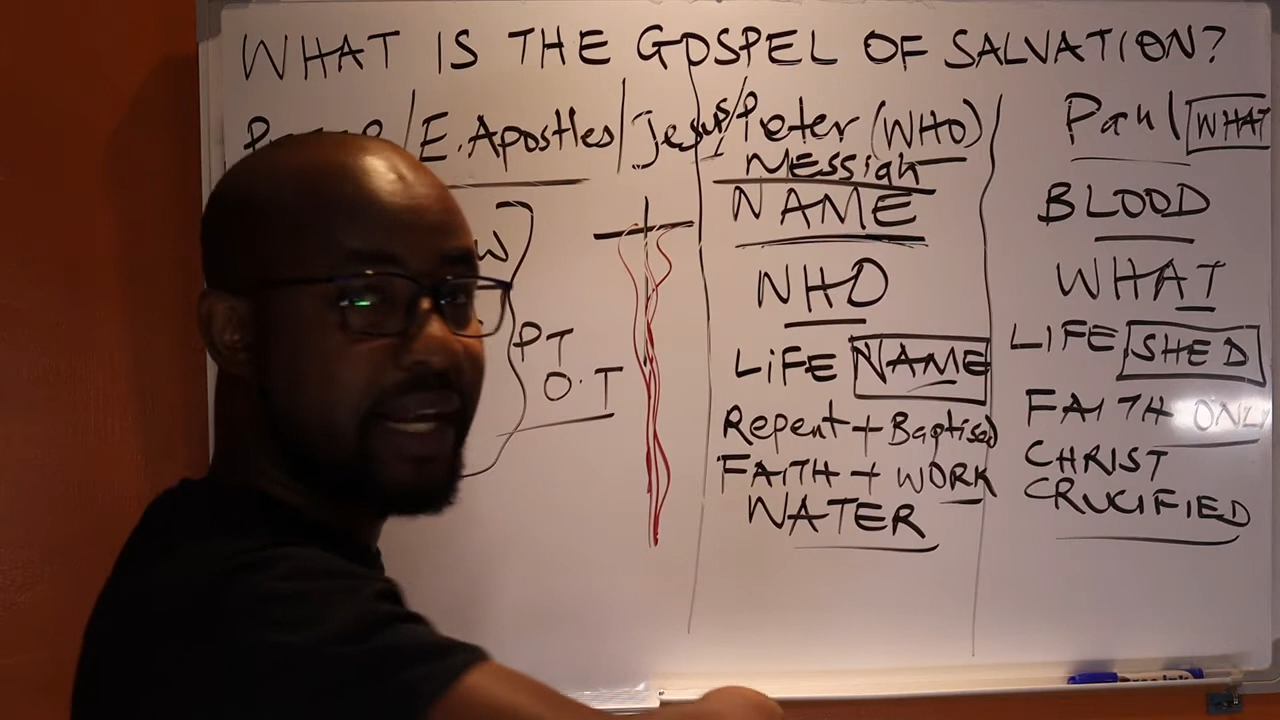 WHAT IS THE GOSPEL OF SALVATION?
/E. Apostles/Jesus/Peter (WHO)
MESSiah
NAME
WHO
LiFE NAME
Repent + Baptised
FAITH + WORK
WATER
Paul WHAT
BLOOD
WHAT
LIFE SHED
FAITH ONLY
CHRIST
CRUCIFIED
W
PT
O.T